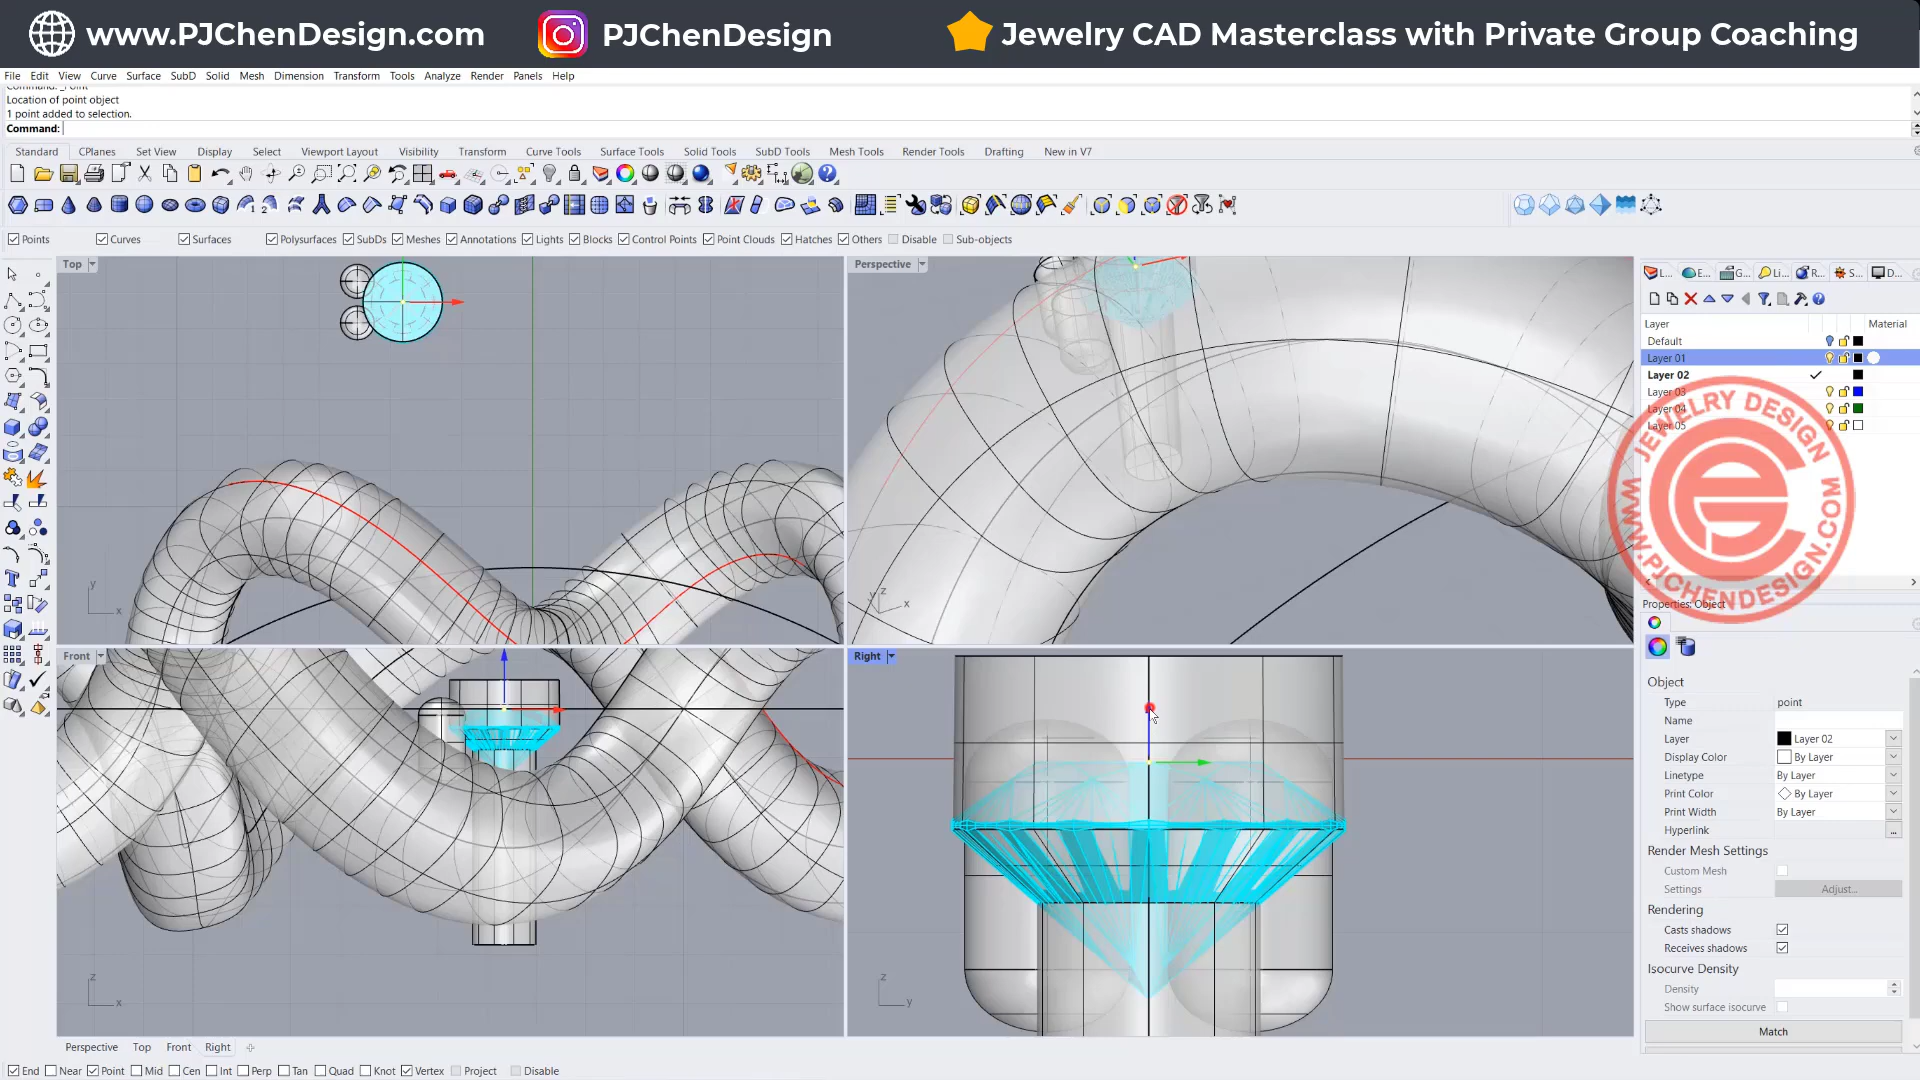 www.PJChenDesign.com
PJChenDesign
Jewelry CAD Masterclass with Private Group Coaching
File Edit View Curve Surface SubD Solid Mesh Dimension Transform Tools Analyze Render Panels Help
Command: _Point
Location of point object
1 point added to selection.
Command:
Standard CPlanes Set View Display Select Viewport Layout Visibility Transform Curve Tools Surface Tools Solid Tools SubD Tools Mesh Tools Render Tools Drafting New in V7
Points Curves Surfaces Polysurfaces SubDs Meshes Annotations Lights Blocks Control Points Point Clouds Hatches Others Disable Sub-objects
Top
Perspective
L... E... G... Li... R... S... D...
Layer Material
Default
Layer 01
Layer 02
Layer 03
Layer 04
Layer 05
JEWELRY DESIGN
WWW.PJCHENDESIGN.COM
y
x
z
y
x
Front
Right
z
x
z
y
Properties: Object
Object
Type point
Name
Layer Layer 02
Display Color By Layer
Linetype By Layer
Print Color By Layer
Print Width By Layer
Hyperlink ...
Render Mesh Settings
Custom Mesh
Settings Adjust...
Rendering
Casts shadows
Receives shadows
Isocurve Density
Density
Show surface isocurve
Match
Perspective Top Front Right
End Near Point Mid Cen Int Perp Tan Quad Knot Vertex Project Disable